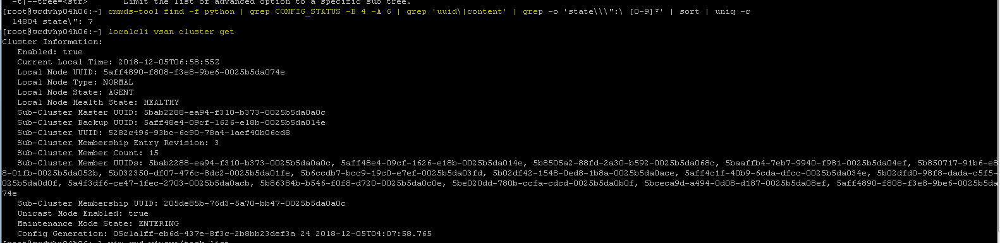 -t|--tree=<str>       Limit the list of advanced option to a specific sub tree.
[root@wcdvhp04h06:~] cmmds-tool find -f python | grep CONFIG_STATUS -B 4 -A 6 | grep 'uuid\|content' | grep -o 'state\\\":\ [0-9]*' | sort | uniq -c
  14804 state\": 7
[root@wcdvhp04h06:~] localcli vsan cluster get
Cluster Information:
   Enabled: true
   Current Local Time: 2018-12-05T06:58:55Z
   Local Node UUID: 5aff4890-f808-f3e8-9be6-0025b5da074e
   Local Node Type: NORMAL
   Local Node State: AGENT
   Local Node Health State: HEALTHY
   Sub-Cluster Master UUID: 5bab2288-ea94-f310-b373-0025b5da0a0c
   Sub-Cluster Backup UUID: 5aff48e4-09cf-1626-e18b-0025b5da014e
   Sub-Cluster UUID: 5282c496-93bc-6c90-78a4-1aef40b06cd8
   Sub-Cluster Membership Entry Revision: 3
   Sub-Cluster Member Count: 15
   Sub-Cluster Member UUIDs: 5bab2288-ea94-f310-b373-0025b5da0a0c, 5aff48e4-09cf-1626-e18b-0025b5da014e, 5b8505a2-88fd-2a30-b592-0025b5da068c, 5baaffb4-7eb7-9940-f981-0025b5da04ef, 5b850717-91b6-e8
8-01fb-0025b5da052b, 5b032350-df07-476c-8dc2-0025b5da01fe, 5b6ccdb7-bcc9-19c0-e7ef-0025b5da03fd, 5b02df42-1548-0ed8-1b8a-0025b5da0ace, 5aff4c1f-40b9-6cda-dfcc-0025b5da034e, 5b02dfd0-98f8-dada-c5f5-
025b5da0d0f, 5a4f3df6-ce47-1fec-2703-0025b5da0acb, 5b86384b-b546-f0f8-d720-0025b5da0c0e, 5be020dd-780b-ccfa-cdcd-0025b5da0b0f, 5bceca9d-a494-0d08-d187-0025b5da08ef, 5aff4890-f808-f3e8-9be6-0025b5da
74e
   Sub-Cluster Membership UUID: 205de85b-76d3-5a70-bb47-0025b5da0a0c
   Unicast Mode Enabled: true
   Maintenance Mode State: ENTERING
   Config Generation: 05c1a1ff-eb6d-437e-8f3c-2b8bb23def3a 24 2018-12-05T04:07:58.765